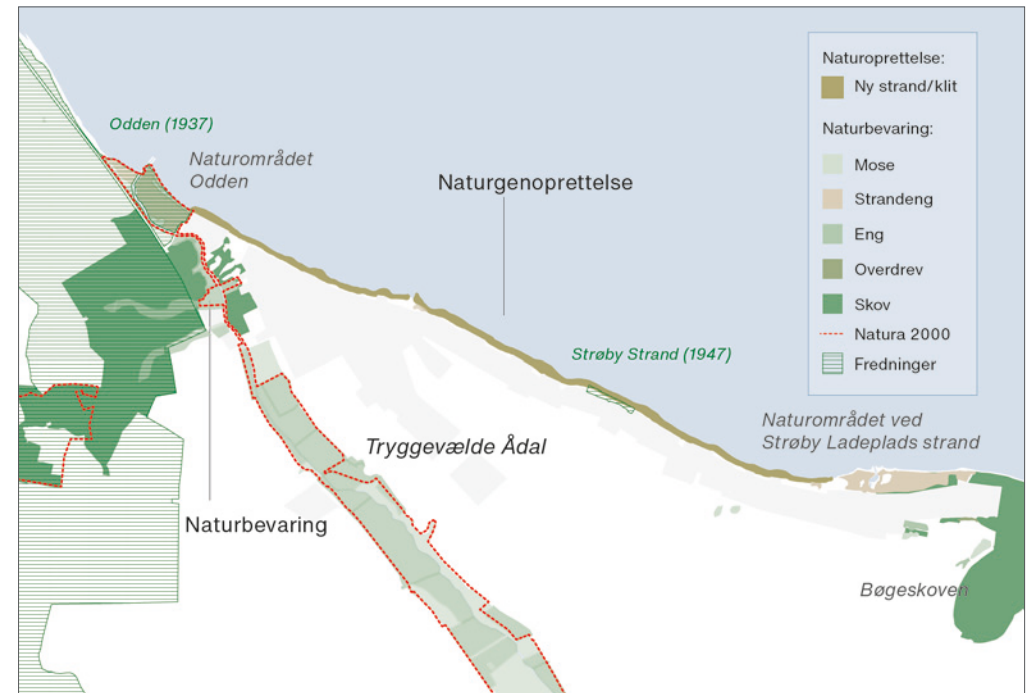 Naturoprettelse:
Ny strand/klit
Naturbevaring:
Mose
Strandeng
Eng
Overdrev
Skov
Natura 2000
Fredninger
Odden (1937)
Naturområdet
Odden
Naturgenoprettelse
Strøby Strand (1947)
Naturområdet ved
Strøby Ladeplads strand
Tryggevælde Ådal
Naturbevaring
Bøgeskoven